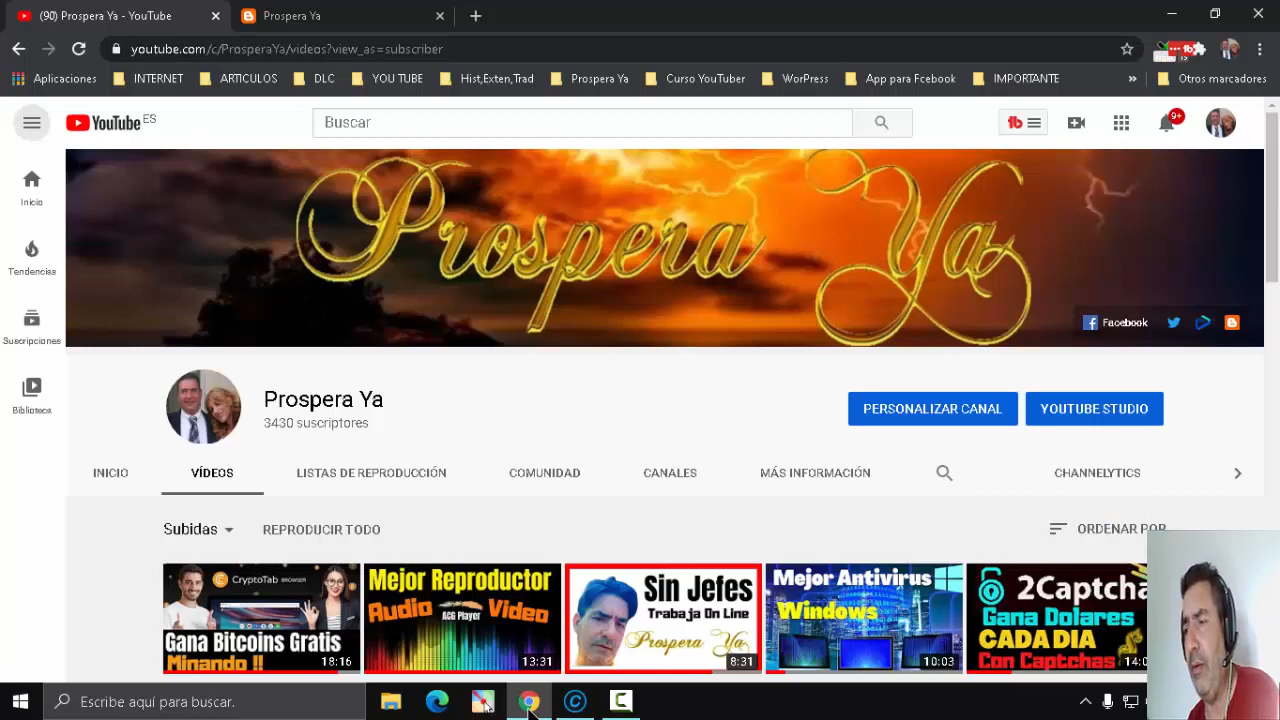 (90) Prospera Ya - YouTube
Prospera Ya
youtube.com/c/ProsperaYa/videos?view_as=subscriber
Aplicaciones
INTERNET
ARTICULOS
DLC
YOU TUBE
Hist,Exten,Trad
Prospera Ya
Curso YouTuber
WorPress
App para Fcebook
IMPORTANTE
»
Otros marcadores
YouTube ES
Buscar
tb
9+
Inicio
Tendencias
Suscripciones
Biblioteca
Prospera Ya
Facebook
Prospera Ya
3430 suscriptores
PERSONALIZAR CANAL
YOUTUBE STUDIO
INICIO
VÍDEOS
LISTAS DE REPRODUCCIÓN
COMUNIDAD
CANALES
MÁS INFORMACIÓN
CHANNELYTICS
Subidas
REPRODUCIR TODO
ORDENAR POR
CryptoTab BROWSER
Gana Bitcoins Gratis
Minando !!
18:16
Mejor Reproductor
Audio Video
ACG Player
13:31
Sin Jefes
Trabaja On Line
Prospera Ya
8:31
Mejor Antivirus
Windows
10:03
2Captcha
Gana Dolares
CADA DIA
Con Captchas
Escribe aquí para buscar.